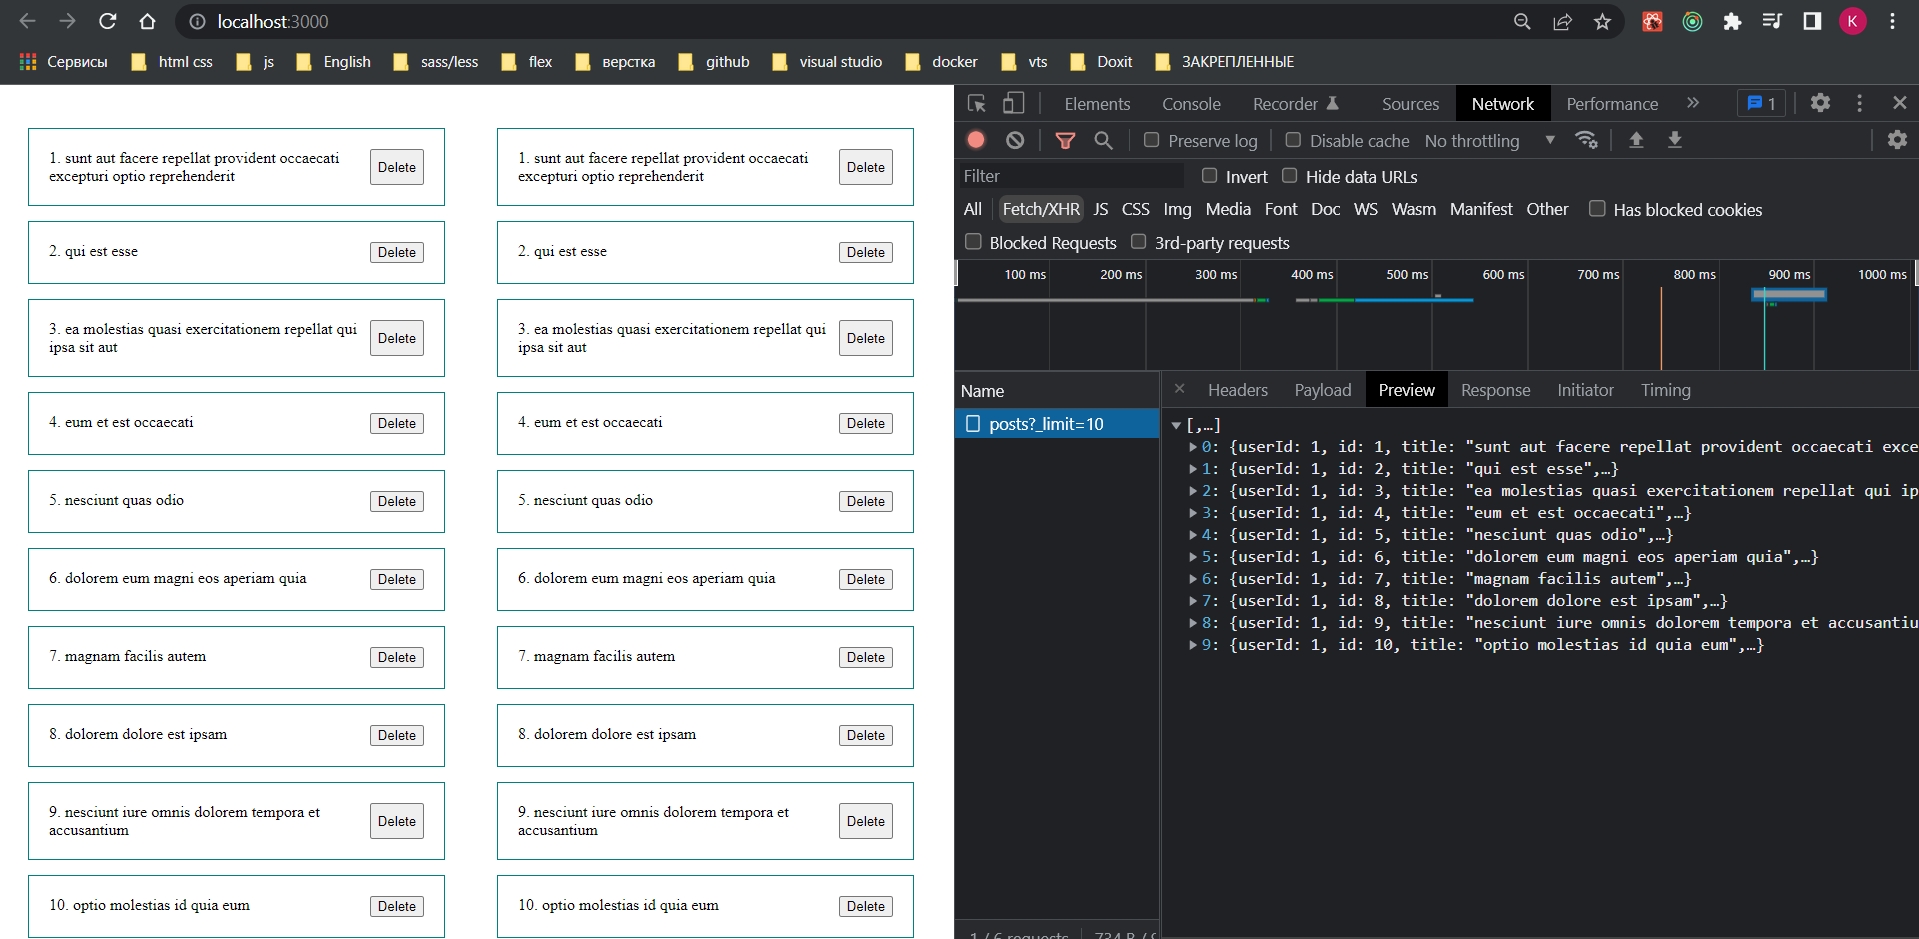 localhost:3000
K
Сервисы html css js English sass/less flex верстка github visual studio docker vts Doxit ЗАКРЕПЛЕННЫЕ
1. sunt aut facere repellat provident occaecati
excepturi optio reprehenderit
Delete
2. qui est esse
Delete
3. ea molestias quasi exercitationem repellat qui
ipsa sit aut
Delete
4. eum et est occaecati
Delete
5. nesciunt quas odio
Delete
6. dolorem eum magni eos aperiam quia
Delete
7. magnam facilis autem
Delete
8. dolorem dolore est ipsam
Delete
9. nesciunt iure omnis dolorem tempora et
accusantium
Delete
10. optio molestias id quia eum
Delete
1. sunt aut facere repellat provident occaecati
excepturi optio reprehenderit
Delete
2. qui est esse
Delete
3. ea molestias quasi exercitationem repellat qui
ipsa sit aut
Delete
4. eum et est occaecati
Delete
5. nesciunt quas odio
Delete
6. dolorem eum magni eos aperiam quia
Delete
7. magnam facilis autem
Delete
8. dolorem dolore est ipsam
Delete
9. nesciunt iure omnis dolorem tempora et
accusantium
Delete
10. optio molestias id quia eum
Delete
Elements Console Recorder Sources Network Performance » 1
Preserve log Disable cache No throttling
Filter Invert Hide data URLs
All Fetch/XHR JS CSS Img Media Font Doc WS Wasm Manifest Other Has blocked cookies
Blocked Requests 3rd-party requests
100 ms 200 ms 300 ms 400 ms 500 ms 600 ms 700 ms 800 ms 900 ms 1000 ms
Name
posts?_limit=10
Headers Payload Preview Response Initiator Timing
[,…]
0: {userId: 1, id: 1, title: "sunt aut facere repellat provident occaecati exce
1: {userId: 1, id: 2, title: "qui est esse",…}
2: {userId: 1, id: 3, title: "ea molestias quasi exercitationem repellat qui ip
3: {userId: 1, id: 4, title: "eum et est occaecati",…}
4: {userId: 1, id: 5, title: "nesciunt quas odio",…}
5: {userId: 1, id: 6, title: "dolorem eum magni eos aperiam quia",…}
6: {userId: 1, id: 7, title: "magnam facilis autem",…}
7: {userId: 1, id: 8, title: "dolorem dolore est ipsam",…}
8: {userId: 1, id: 9, title: "nesciunt iure omnis dolorem tempora et accusantiu
9: {userId: 1, id: 10, title: "optio molestias id quia eum",…}
1 / 6 requests 734 B /